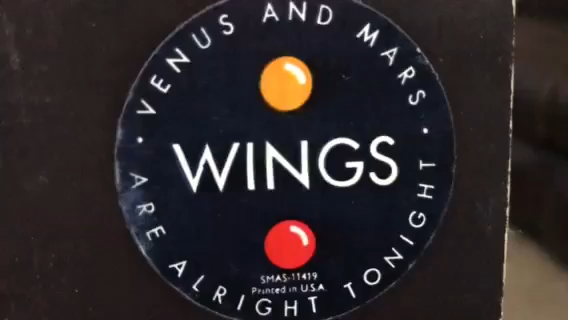 VENUS AND MARS
WINGS
SMAS-11419
Printed in U.S.A.
· ARE ALRIGHT TONIGHT ·